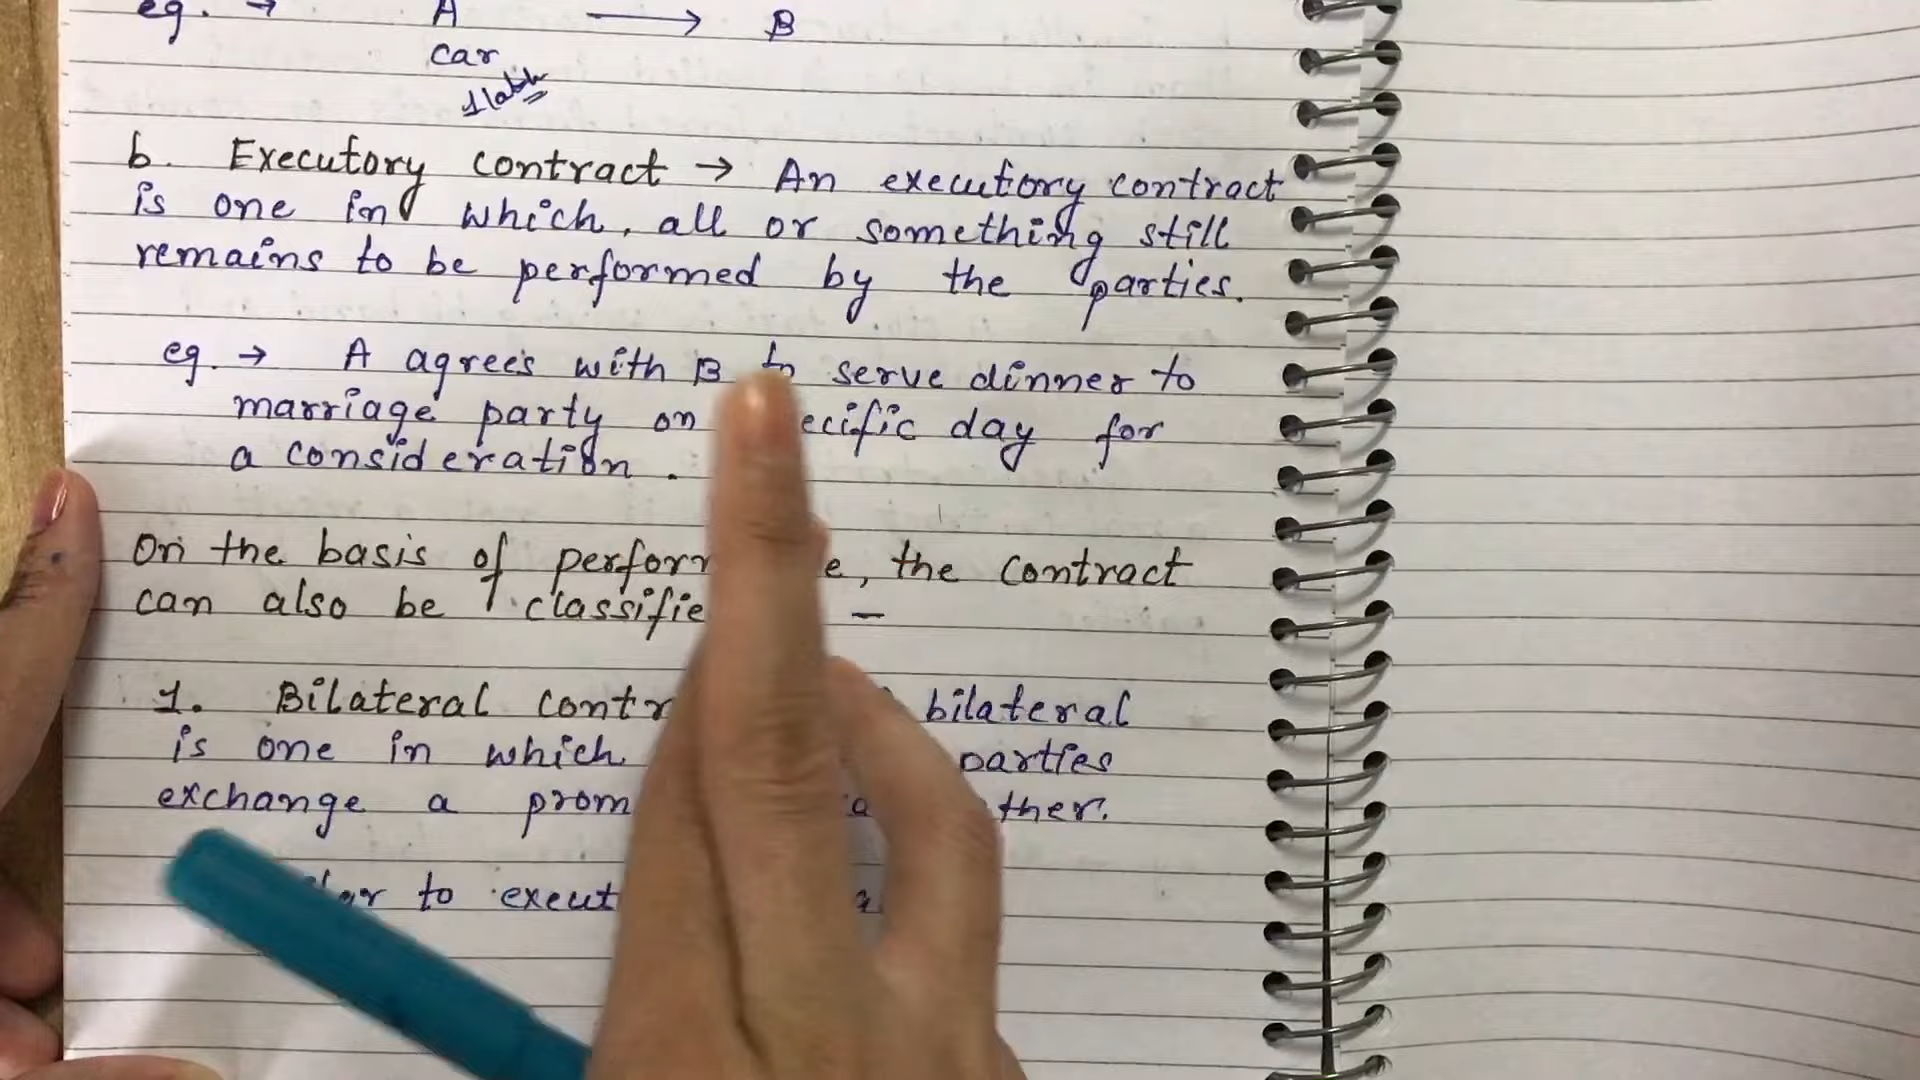 eg. → A → B
car
1 lakh
b. Executory contract → An executory contract
is one in which, all or something still
remains to be performed by the parties.
eg. → A agrees with B to serve dinner to
marriage party on ecific day for
a consideration.
On the basis of perfor e, the contract
can also be classifie —
1. Bilateral contr bilateral
is one in which parties
exchange a prom ther.
to execut